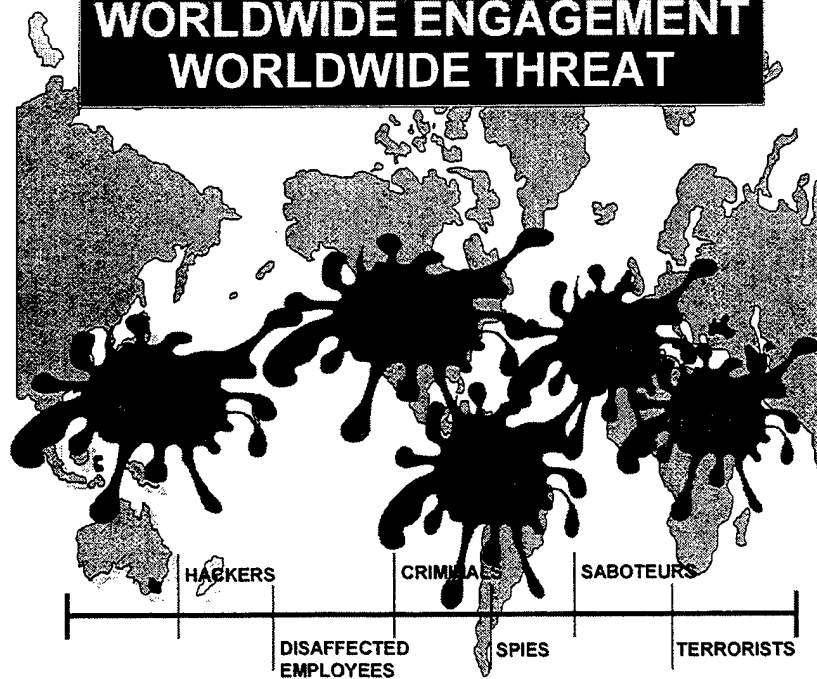 WORLDWIDE ENGAGEMENT
WORLDWIDE THREAT
HACKERS
CRIMINALS
SABOTEURS
DISAFFECTED
EMPLOYEES
SPIES
TERRORISTS